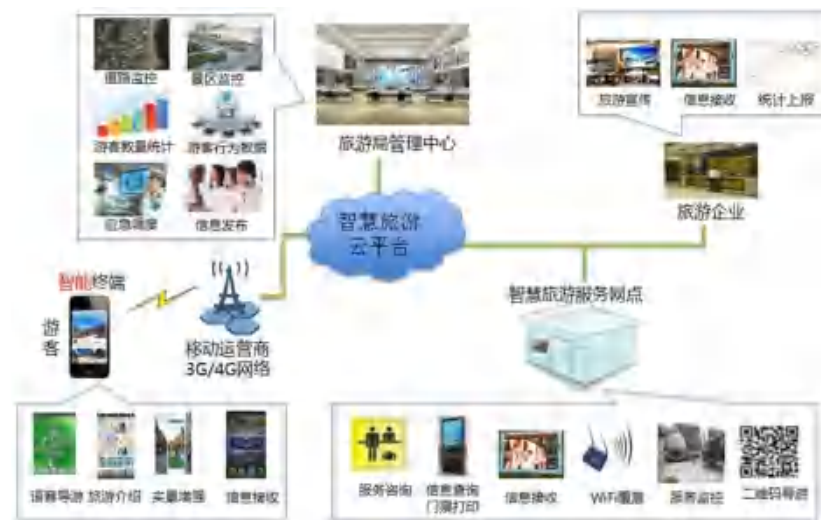 道路监控 景区监控
游客数量统计 游客行为数据
应急调度 信息发布
旅游局管理中心
旅游宣传 信息接收 统计上报
旅游企业
智慧旅游
云平台
智能终端
游客
移动运营商
3G/4G网络
智慧旅游服务网点
语音导游 旅游介绍 实景增强 信息接收
服务咨询 信息查询 信息接收 WiFi覆盖 服务监控 二维码导游
门票打印